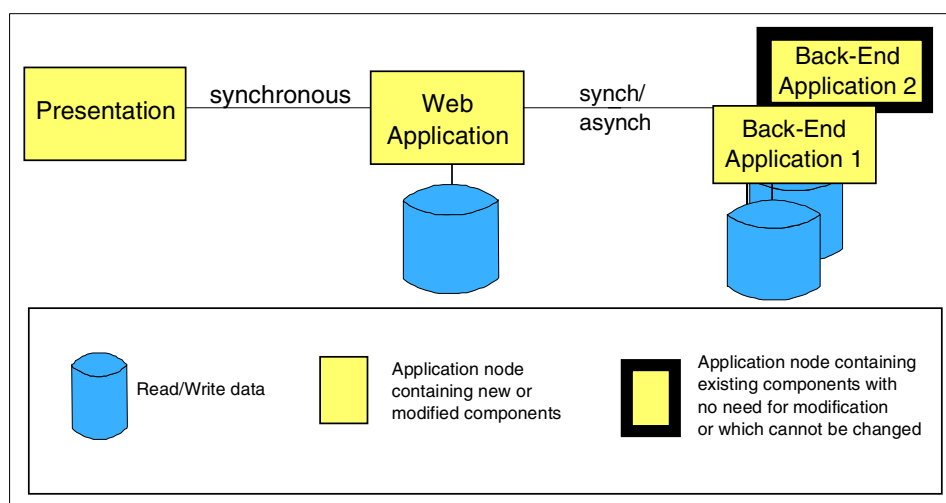 Back-End
Application 2
Presentation
synchronous
Web
Application
synch/
asynch
Back-End
Application 1
Read/Write data
Application node
containing new or
modified components
Application node containing
existing components with
no need for modification
or which cannot be changed